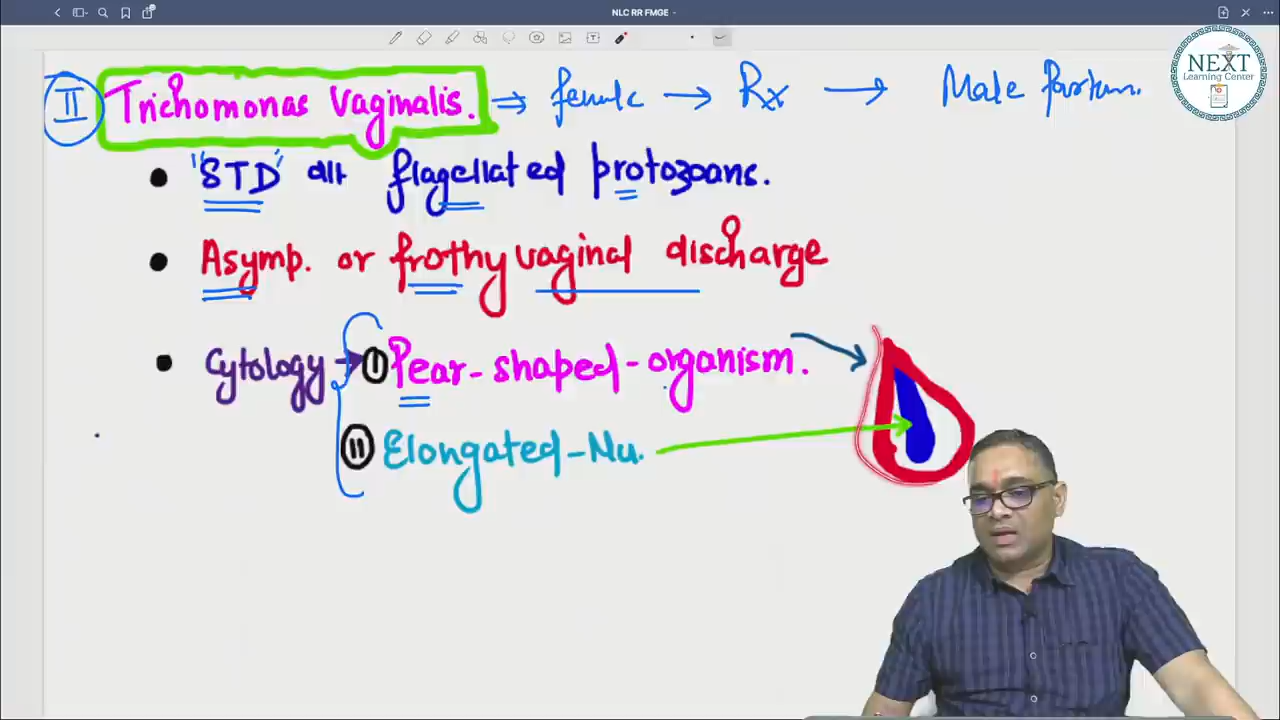 NLC RR FMGE
NEXT
Learning Center
II Trichomonas Vaginalis. ⇒ female → Rx → Male Partner.
• "STD" d/t flagellated protozoans.
• Asymp. or frothy vaginal discharge
• Cytology → I Pear-shaped-organism.
II Elongated-Nu.